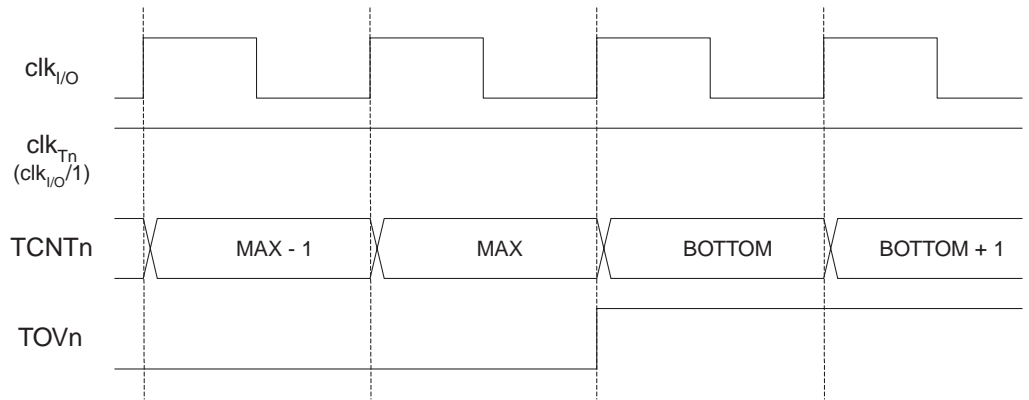 clkI/O
clkTn
(clkI/O/1)
TCNTn MAX - 1 MAX BOTTOM BOTTOM + 1
TOVn